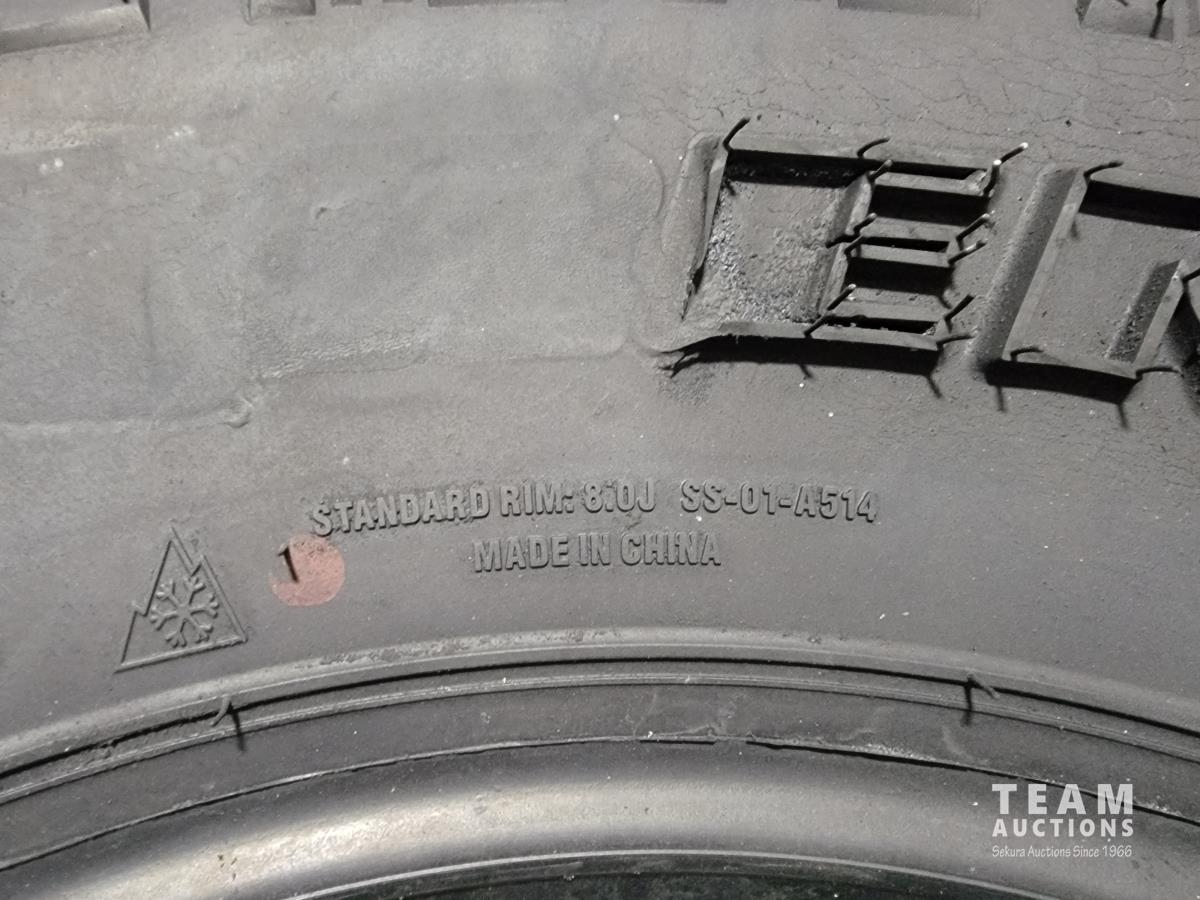 STANDARD RIM: 8.0J SS-01-A514
MADE IN CHINA
1
TEAM
AUCTIONS
Sekura Auctions Since 1966